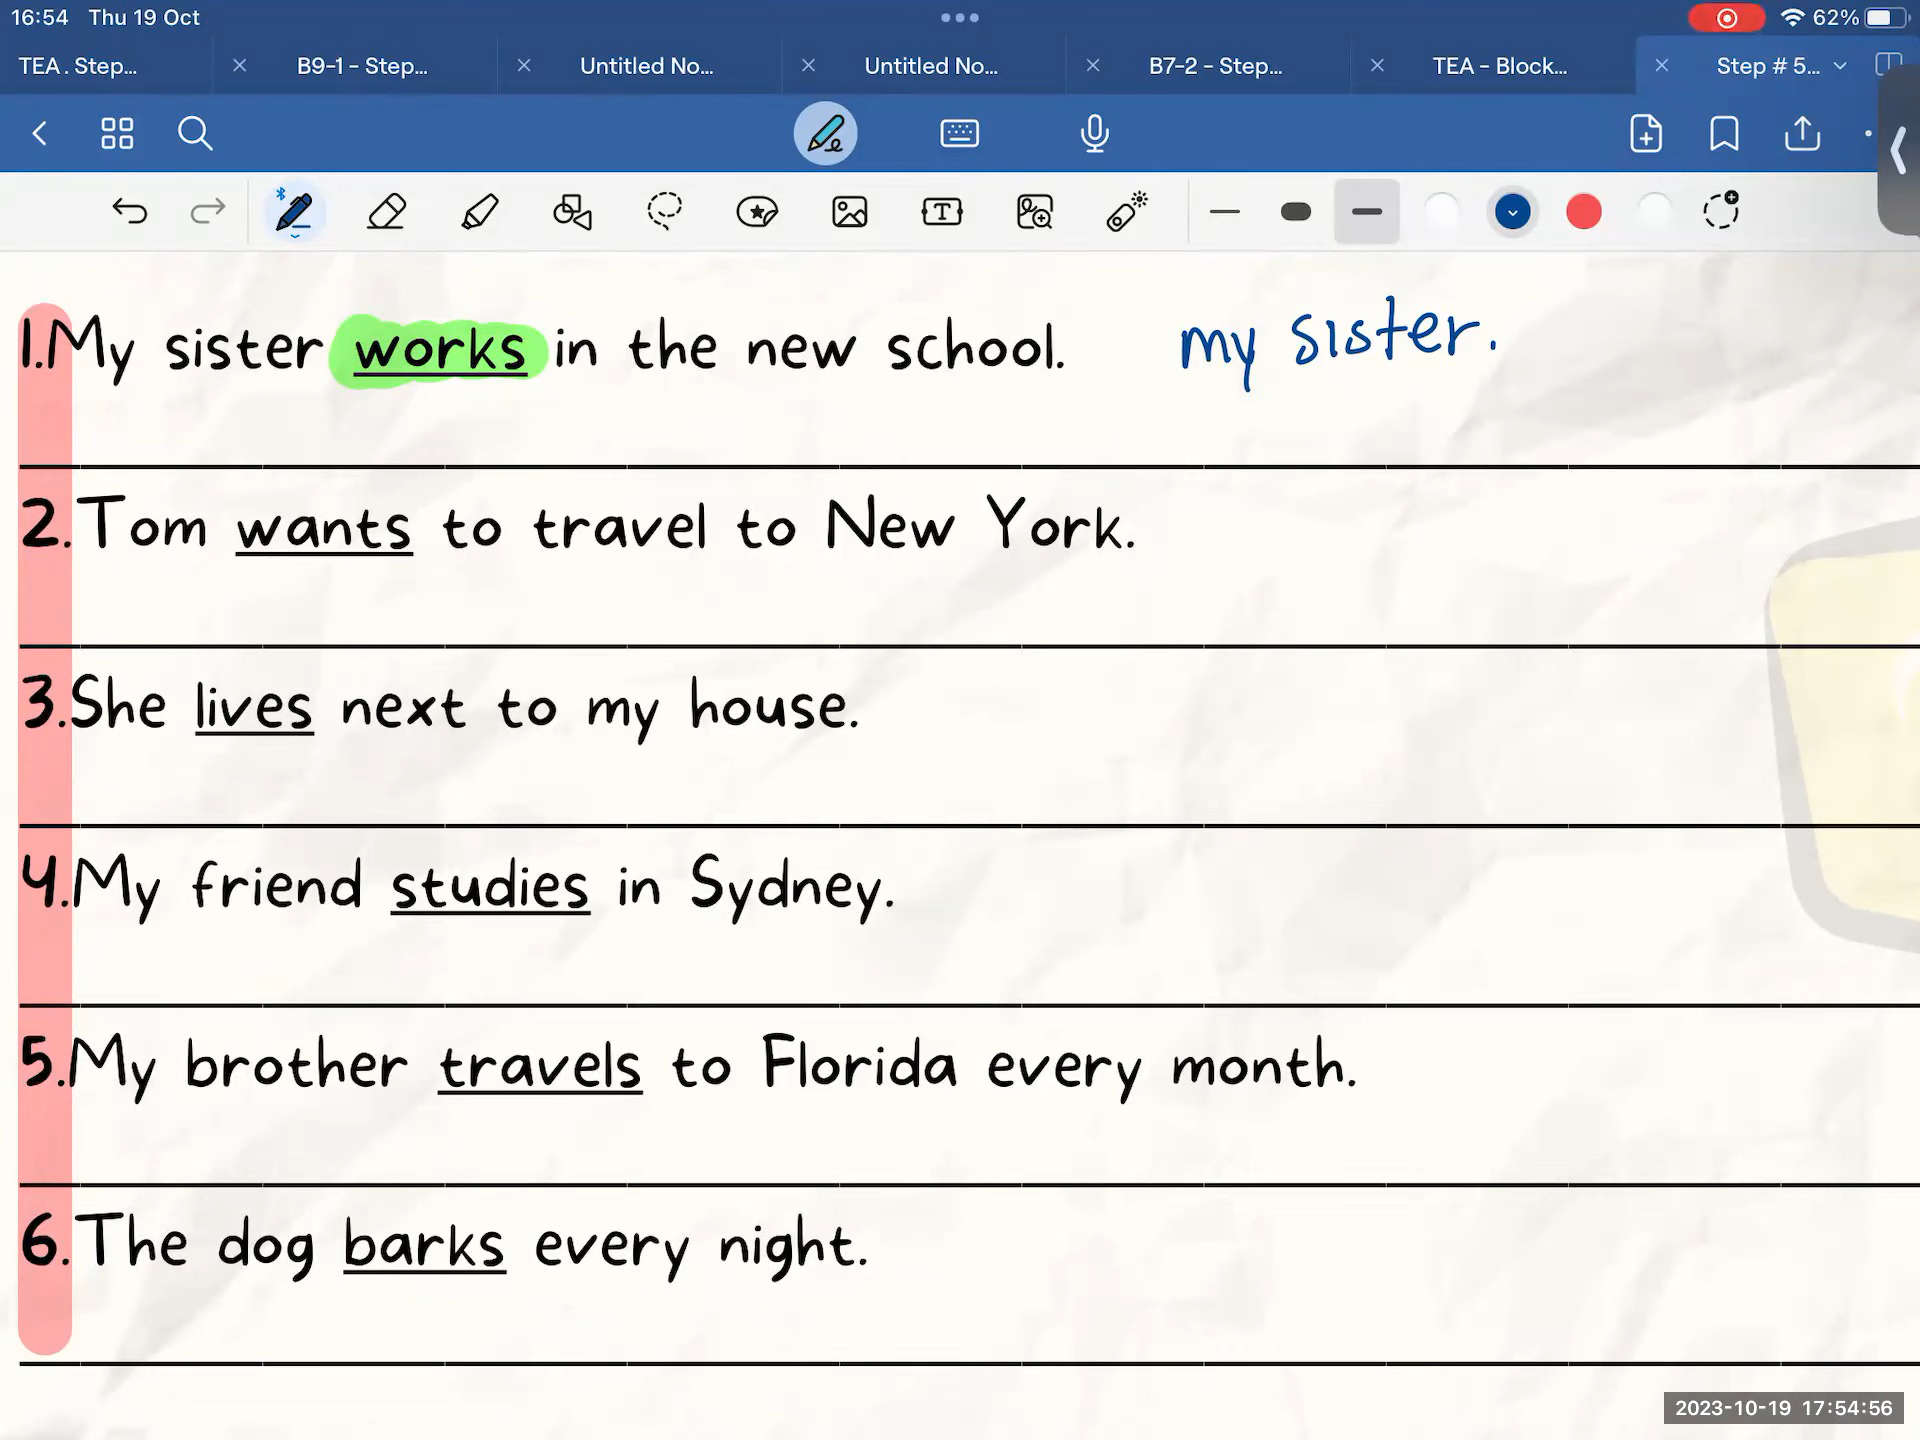 16:54 Thu 19 Oct 62%
TEA . Step... B9-1 - Step... Untitled No... Untitled No... B7-2 - Step... TEA - Block... Step # 5...
1.My sister works in the new school. my sister.
2.Tom wants to travel to New York.
3.She lives next to my house.
4.My friend studies in Sydney.
5.My brother travels to Florida every month.
6.The dog barks every night.
2023-10-19 17:54:56